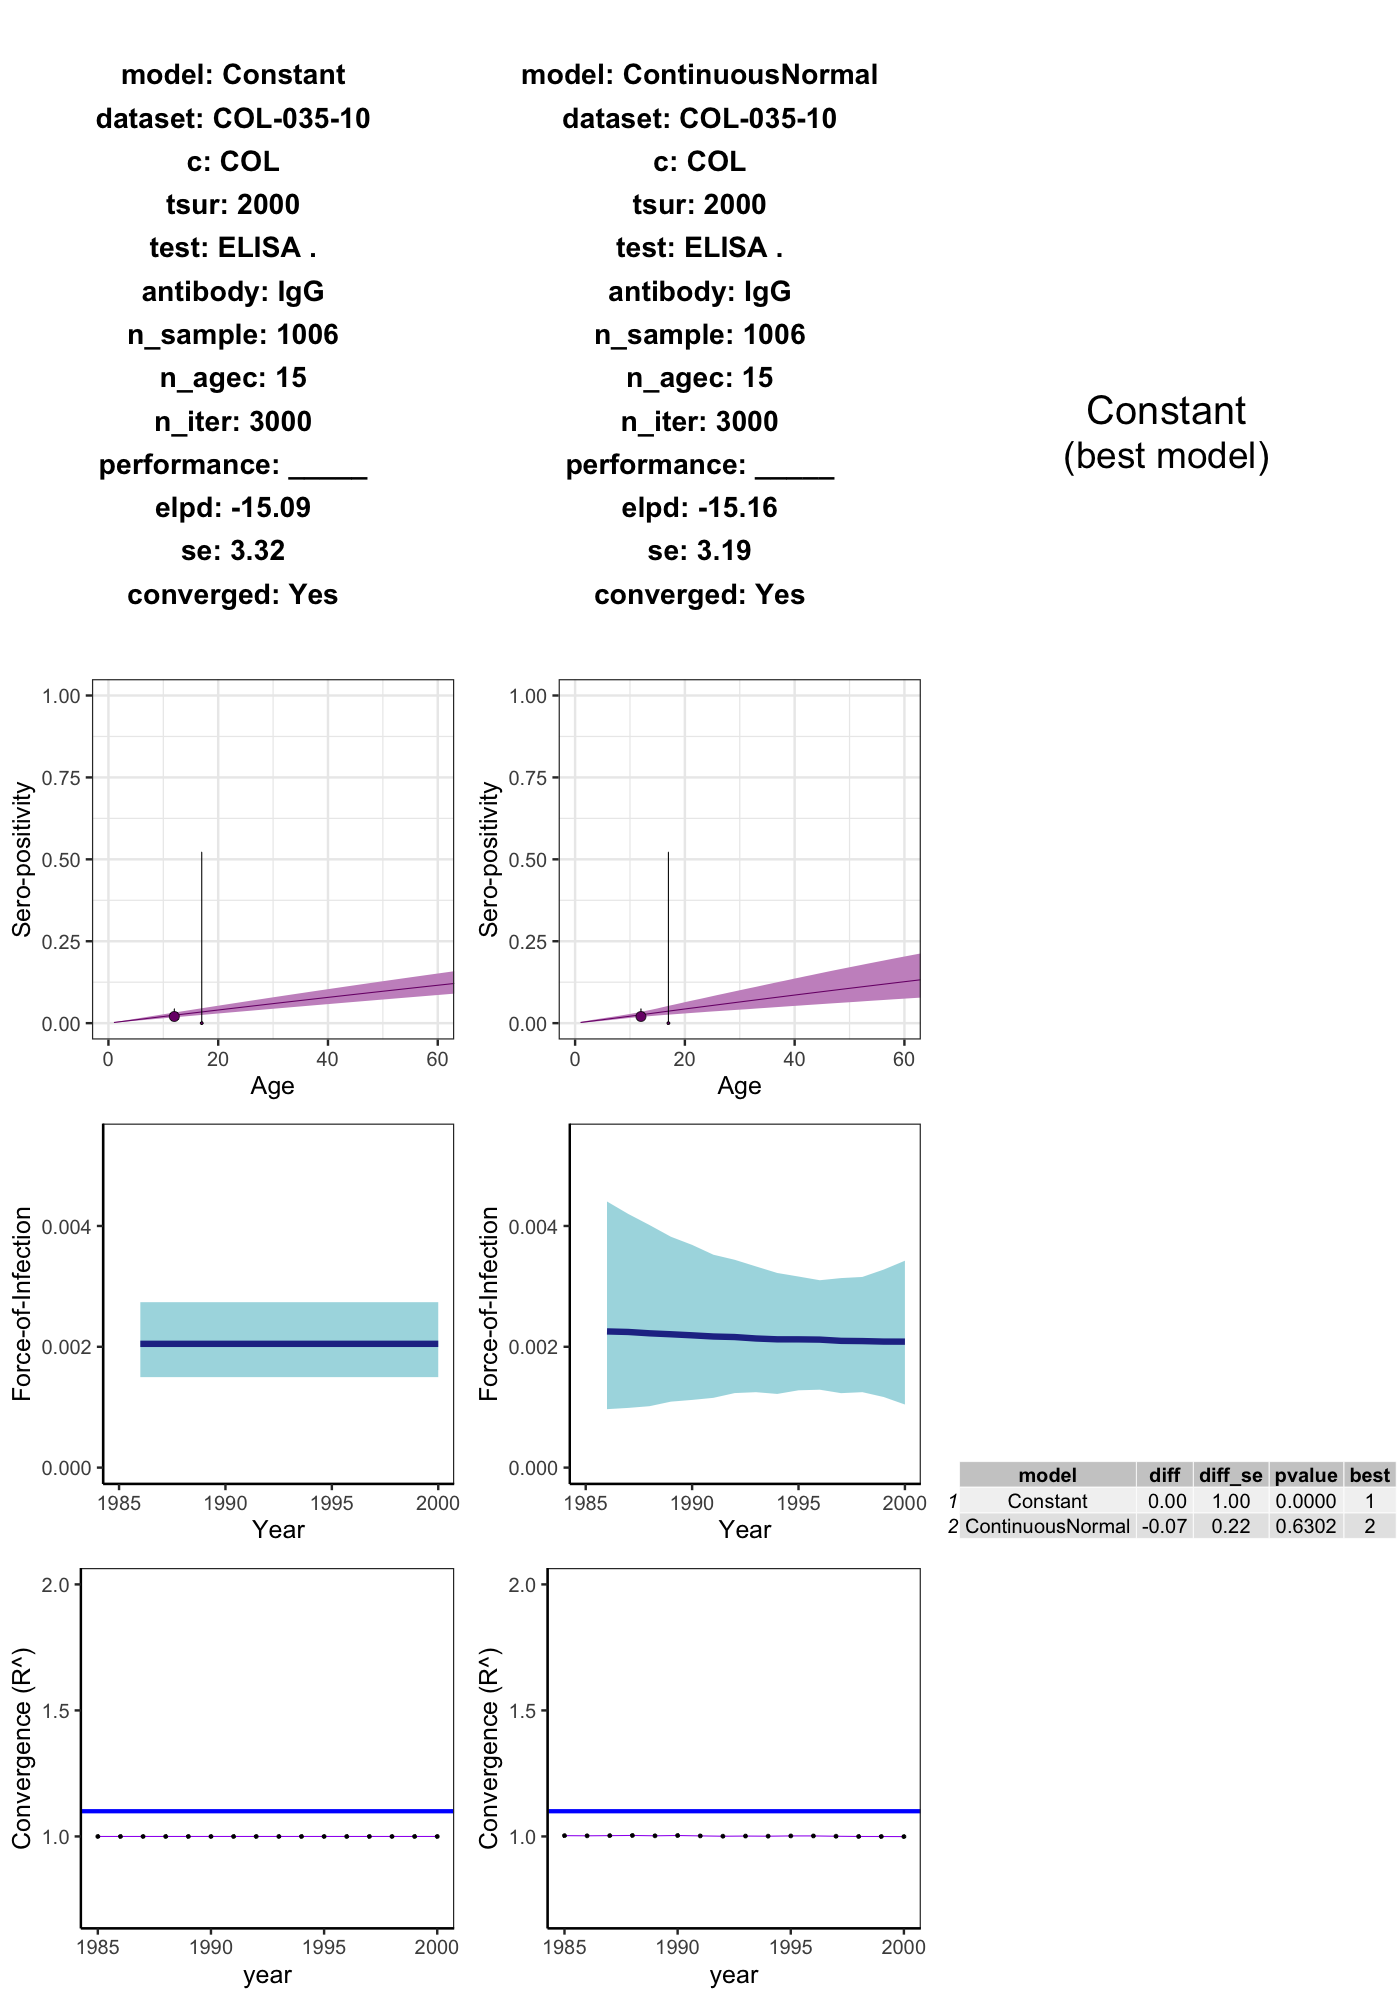 model: Constant
dataset: COL-035-10
c: COL
tsur: 2000
test: ELISA .
antibody: IgG
n_sample: 1006
n_agec: 15
n_iter: 3000
performance: _____
elpd: -15.09
se: 3.32
converged: Yes
model: ContinuousNormal
dataset: COL-035-10
c: COL
tsur: 2000
test: ELISA .
antibody: IgG
n_sample: 1006
n_agec: 15
n_iter: 3000
performance: _____
elpd: -15.16
se: 3.19
converged: Yes
Constant
(best model)
Sero-positivity
1.00
0.75
0.50
0.25
0.00
0 20 40 60
Age
Sero-positivity
1.00
0.75
0.50
0.25
0.00
0 20 40 60
Age
Force-of-Infection
0.004
0.002
0.000
1985 1990 1995 2000
Year
Force-of-Infection
0.004
0.002
0.000
1985 1990 1995 2000
Year
model diff diff_se pvalue best
1 Constant 0.00 1.00 0.0000 1
2 ContinuousNormal -0.07 0.22 0.6302 2
Convergence (R^)
2.0
1.5
1.0
1985 1990 1995 2000
year
Convergence (R^)
2.0
1.5
1.0
1985 1990 1995 2000
year